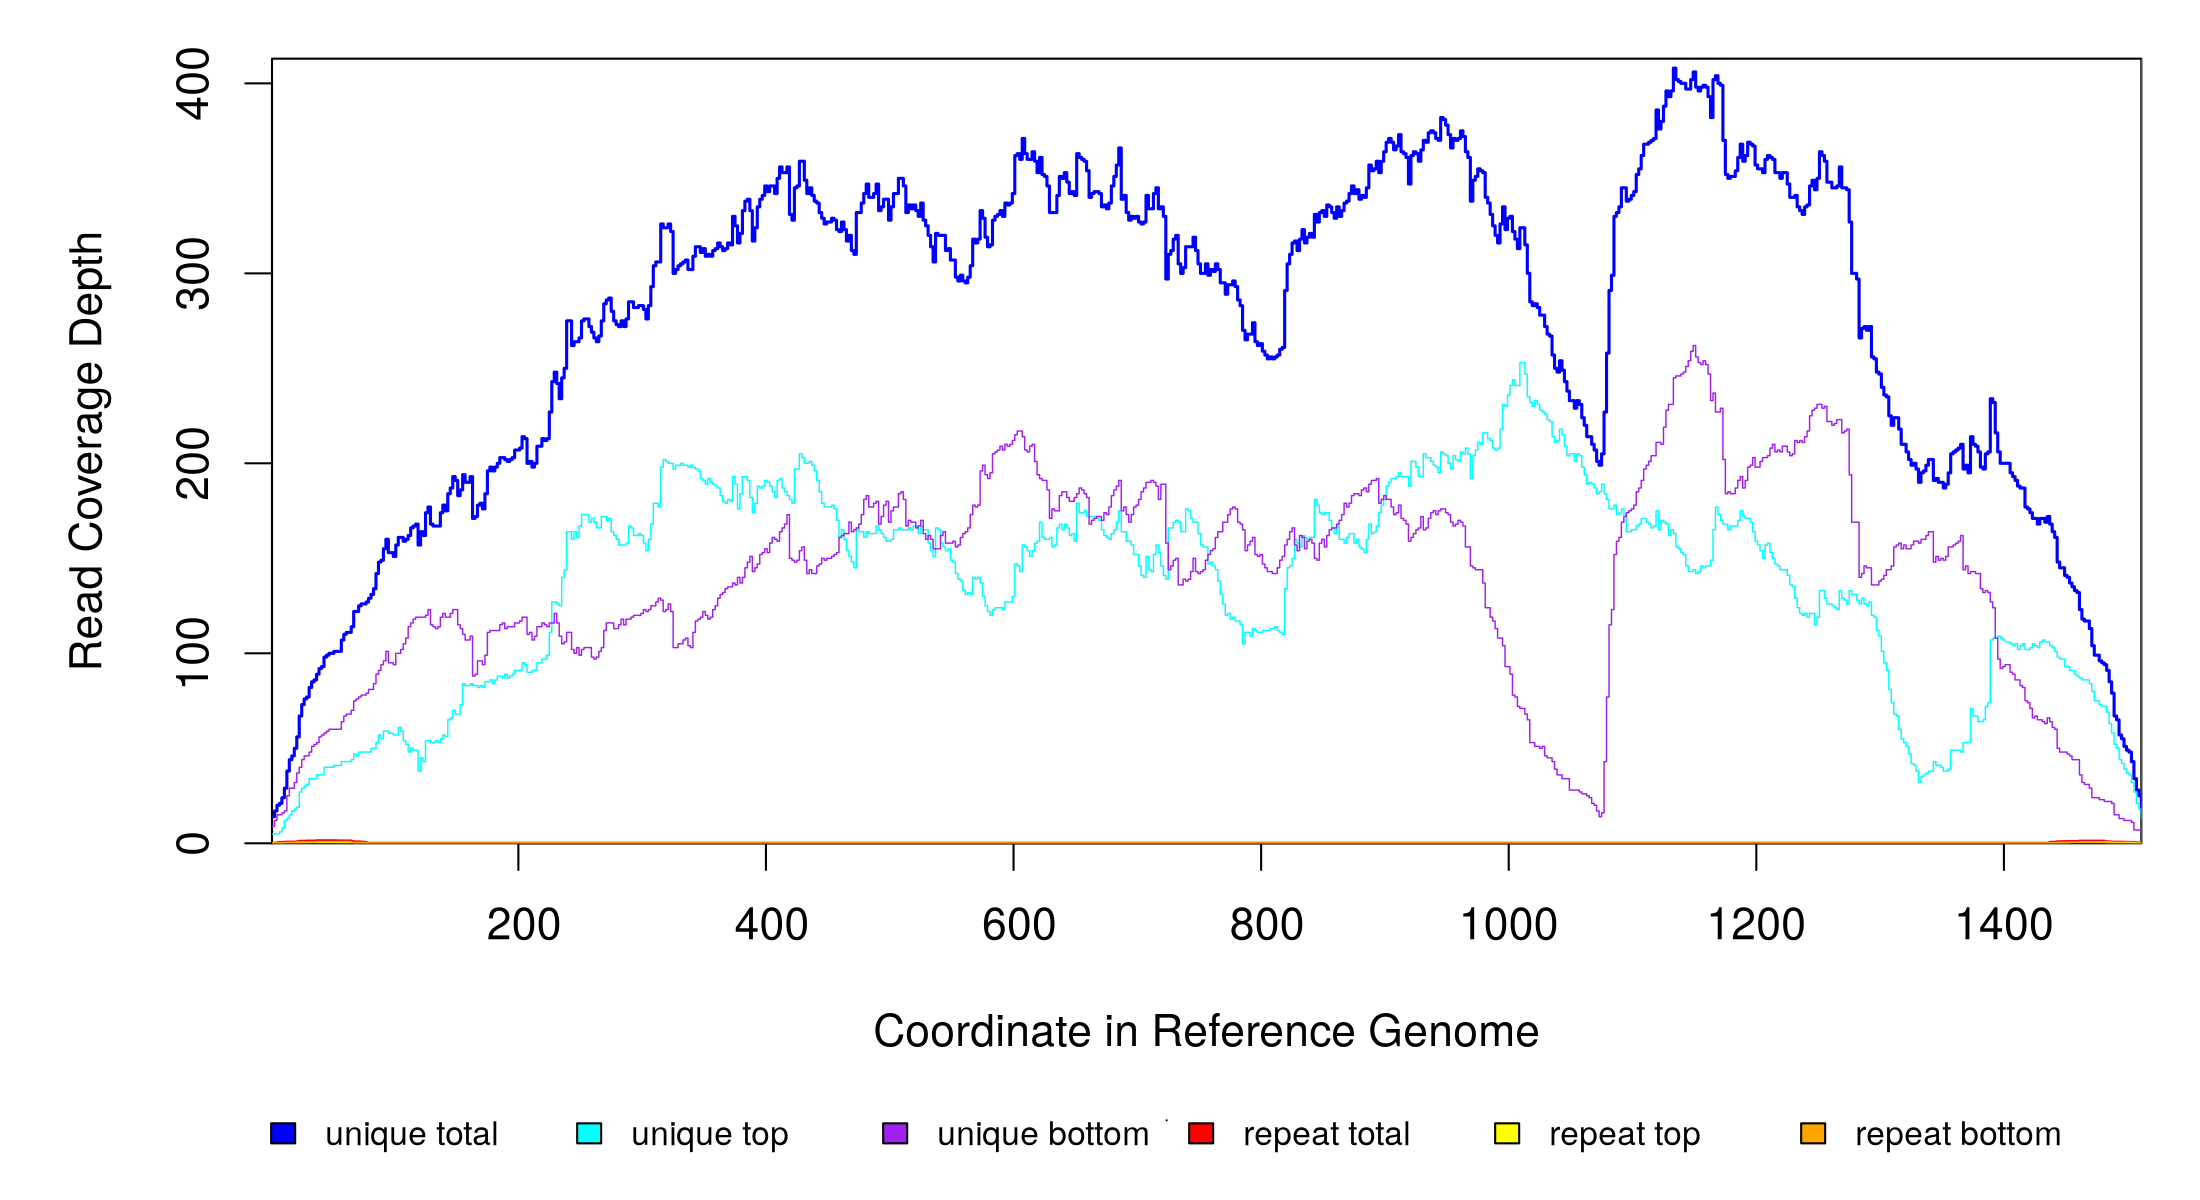 Read Coverage Depth
400
300
200
100
0
200 400 600 800 1000 1200 1400
Coordinate in Reference Genome
unique total unique top unique bottom repeat total repeat top repeat bottom